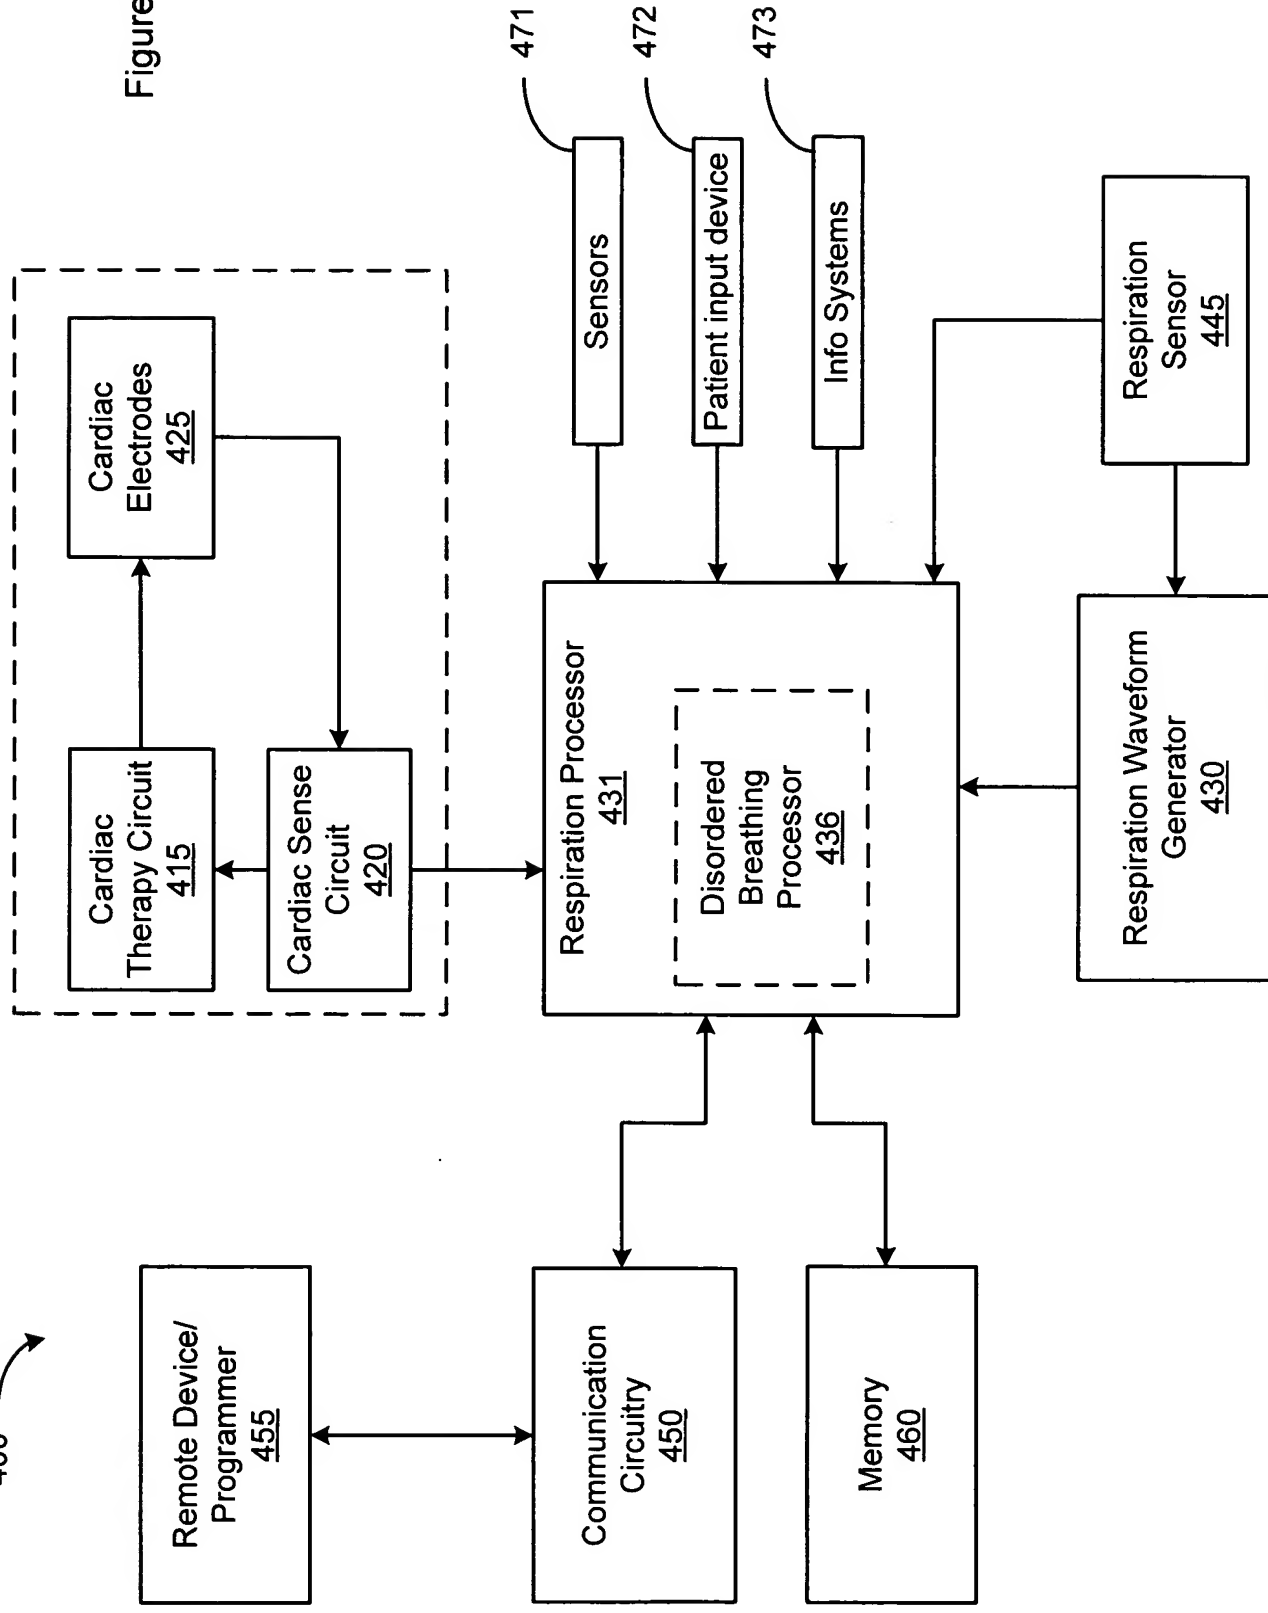 Figure
Cardiac
Therapy Circuit
415
Cardiac
Electrodes
425
Cardiac Sense
Circuit
420
Remote Device/
Programmer
455
Communication
Circuitry
450
Memory
460
Respiration Processor
431
Disordered
Breathing
Processor
436
Sensors
471
Patient input device
472
Info Systems
473
Respiration Waveform
Generator
430
Respiration
Sensor
445